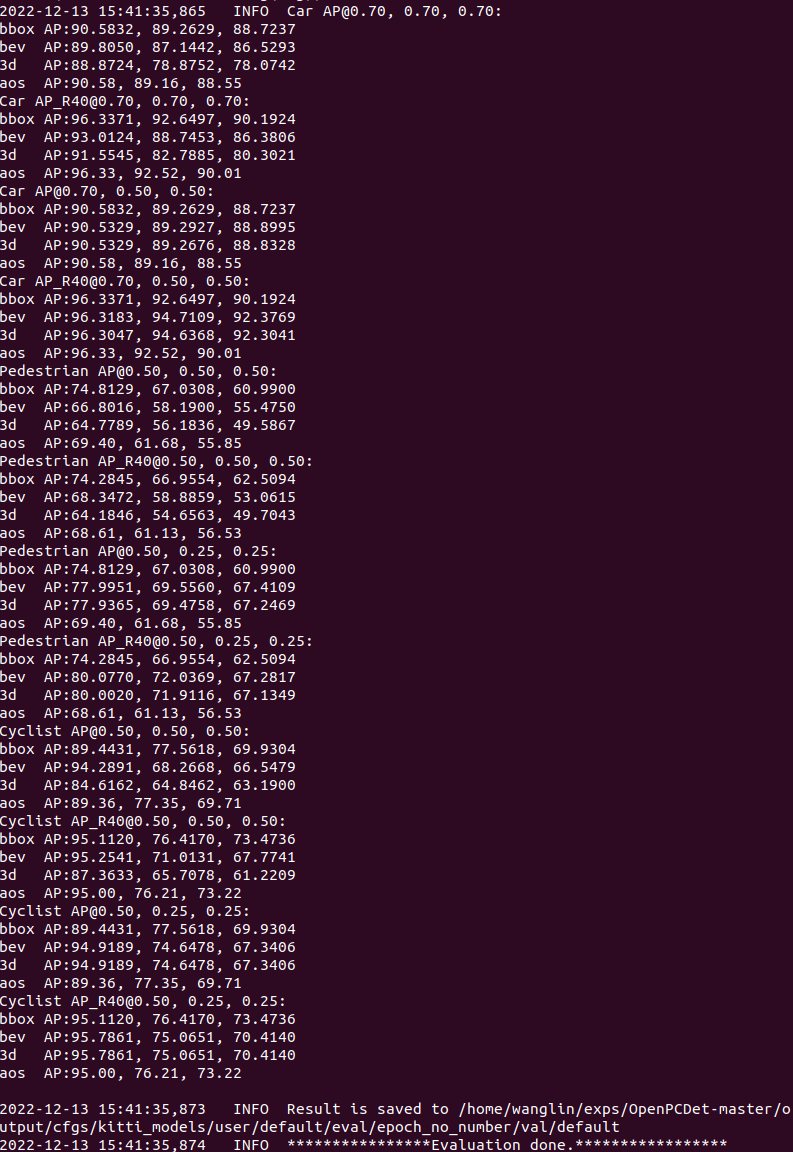 2022-12-13 15:41:35,865   INFO  Car AP@0.70, 0.70, 0.70:
bbox AP:90.5832, 89.2629, 88.7237
bev  AP:89.8050, 87.1442, 86.5293
3d   AP:88.8724, 78.8752, 78.0742
aos  AP:90.58, 89.16, 88.55
Car AP_R40@0.70, 0.70, 0.70:
bbox AP:96.3371, 92.6497, 90.1924
bev  AP:93.0124, 88.7453, 86.3806
3d   AP:91.5545, 82.7885, 80.3021
aos  AP:96.33, 92.52, 90.01
Car AP@0.70, 0.50, 0.50:
bbox AP:90.5832, 89.2629, 88.7237
bev  AP:90.5329, 89.2927, 88.8995
3d   AP:90.5329, 89.2676, 88.8328
aos  AP:90.58, 89.16, 88.55
Car AP_R40@0.70, 0.50, 0.50:
bbox AP:96.3371, 92.6497, 90.1924
bev  AP:96.3183, 94.7109, 92.3769
3d   AP:96.3047, 94.6368, 92.3041
aos  AP:96.33, 92.52, 90.01
Pedestrian AP@0.50, 0.50, 0.50:
bbox AP:74.8129, 67.0308, 60.9900
bev  AP:66.8016, 58.1900, 55.4750
3d   AP:64.7789, 56.1836, 49.5867
aos  AP:69.40, 61.68, 55.85
Pedestrian AP_R40@0.50, 0.50, 0.50:
bbox AP:74.2845, 66.9554, 62.5094
bev  AP:68.3472, 58.8859, 53.0615
3d   AP:64.1846, 54.6563, 49.7043
aos  AP:68.61, 61.13, 56.53
Pedestrian AP@0.50, 0.25, 0.25:
bbox AP:74.8129, 67.0308, 60.9900
bev  AP:77.9951, 69.5560, 67.4109
3d   AP:77.9365, 69.4758, 67.2469
aos  AP:69.40, 61.68, 55.85
Pedestrian AP_R40@0.50, 0.25, 0.25:
bbox AP:74.2845, 66.9554, 62.5094
bev  AP:80.0770, 72.0369, 67.2817
3d   AP:80.0020, 71.9116, 67.1349
aos  AP:68.61, 61.13, 56.53
Cyclist AP@0.50, 0.50, 0.50:
bbox AP:89.4431, 77.5618, 69.9304
bev  AP:94.2891, 68.2668, 66.5479
3d   AP:84.6162, 64.8462, 63.1900
aos  AP:89.36, 77.35, 69.71
Cyclist AP_R40@0.50, 0.50, 0.50:
bbox AP:95.1120, 76.4170, 73.4736
bev  AP:95.2541, 71.0131, 67.7741
3d   AP:87.3633, 65.7078, 61.2209
aos  AP:95.00, 76.21, 73.22
Cyclist AP@0.50, 0.25, 0.25:
bbox AP:89.4431, 77.5618, 69.9304
bev  AP:94.9189, 74.6478, 67.3406
3d   AP:94.9189, 74.6478, 67.3406
aos  AP:89.36, 77.35, 69.71
Cyclist AP_R40@0.50, 0.25, 0.25:
bbox AP:95.1120, 76.4170, 73.4736
bev  AP:95.7861, 75.0651, 70.4140
3d   AP:95.7861, 75.0651, 70.4140
aos  AP:95.00, 76.21, 73.22
2022-12-13 15:41:35,873   INFO  Result is saved to /home/wanglin/exps/OpenPCDet-master/o
utput/cfgs/kitti_models/user/default/eval/epoch_no_number/val/default
2022-12-13 15:41:35,874   INFO  ****************Evaluation done.*****************